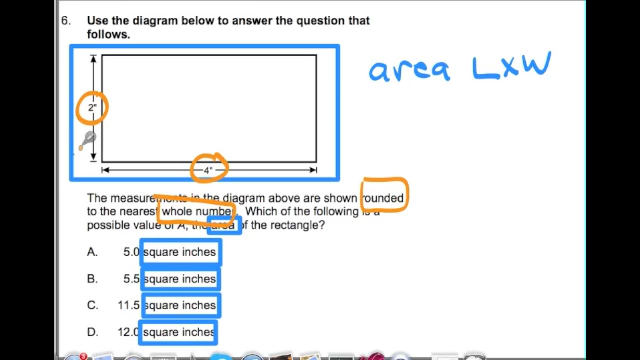 6. Use the diagram below to answer the question that
follows.
area LxW
2"
4"
The measurements in the diagram above are shown rounded
to the nearest whole number. Which of the following is a
possible value of A, the area of the rectangle?
A. 5.0 square inches
B. 5.5 square inches
C. 11.5 square inches
D. 12.0 square inches